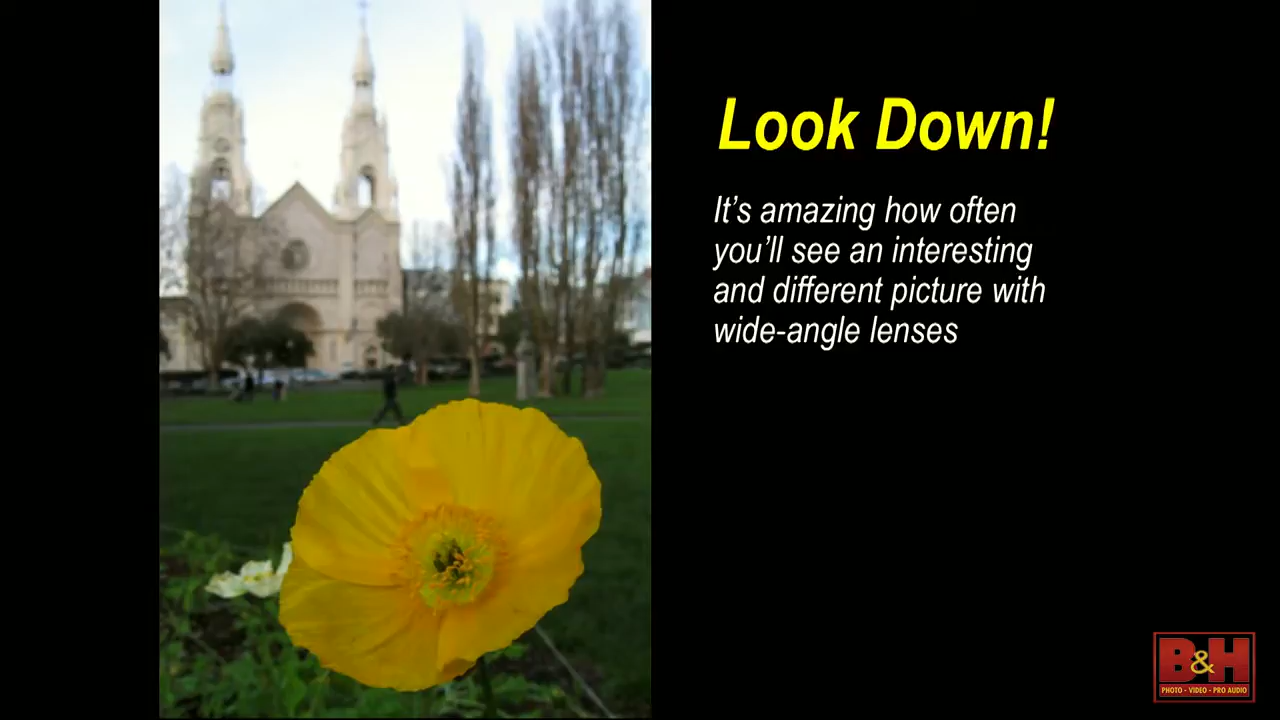 Look Down!
It's amazing how often
you'll see an interesting
and different picture with
wide-angle lenses
B&H
PHOTO - VIDEO - PRO AUDIO